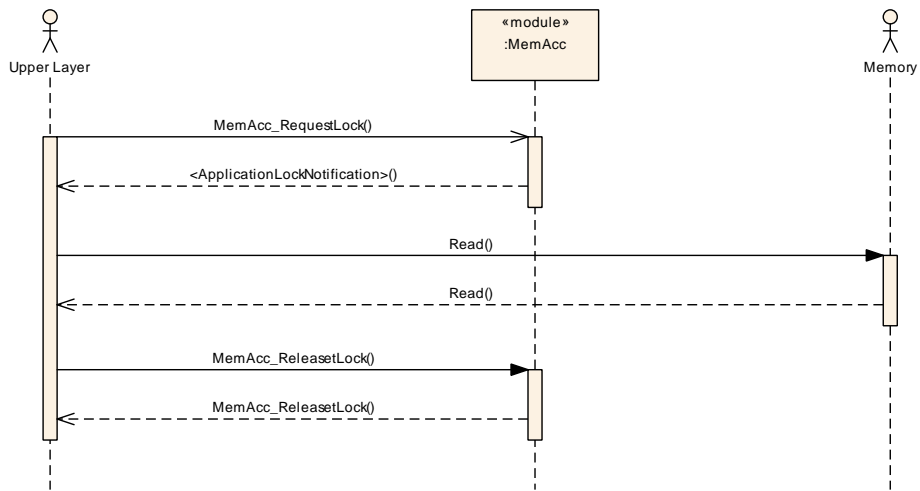 «module»
:MemAcc
Upper Layer
Memory
MemAcc_RequestLock()
<ApplicationLockNotification>()
Read()
Read()
MemAcc_ReleasetLock()
MemAcc_ReleasetLock()